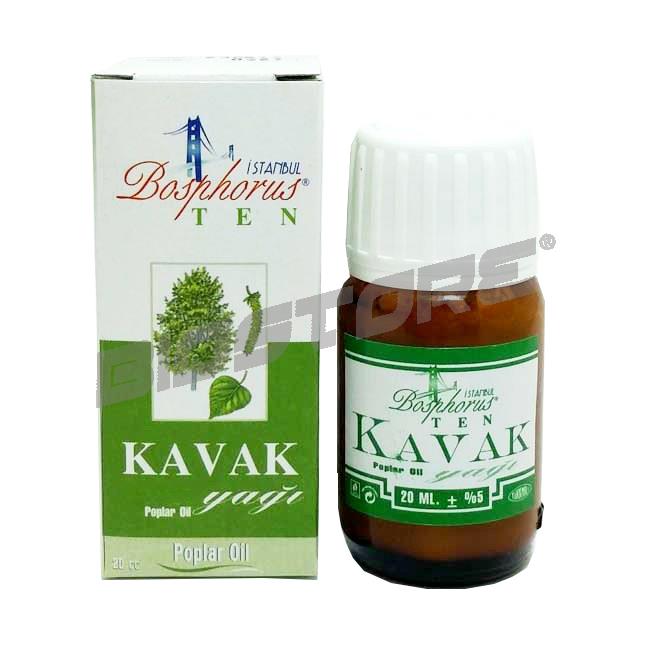 İSTANBUL
Bosphorus®
TEN
KAVAK
yağı
Poplar Oil
Poplar Oil
20 cc
İSTANBUL
Bosphorus®
TEN
KAVAK
Poplar Oil yağı
20 ML. ± %5
®